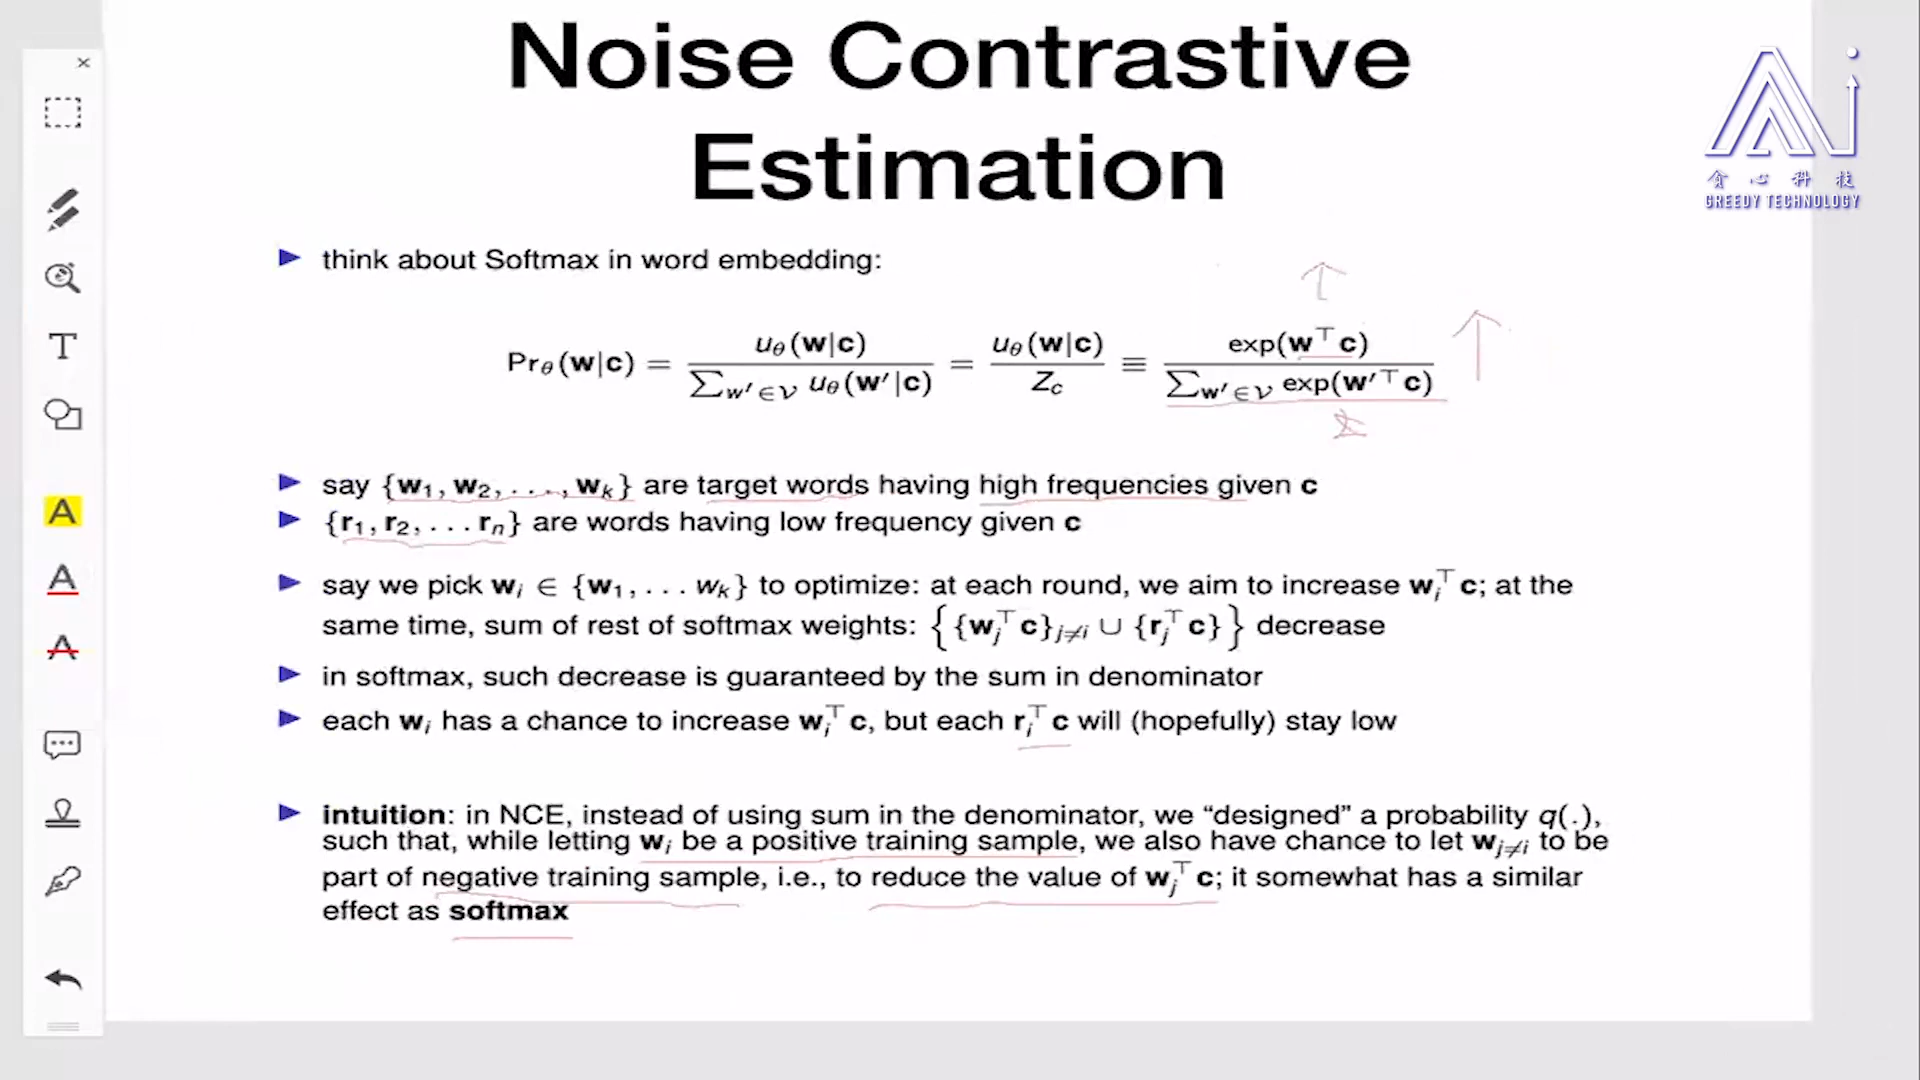 Noise Contrastive
Estimation
贪心科技
GREEDY TECHNOLOGY
think about Softmax in word embedding:
Prθ(w|c) = uθ(w|c) / ∑w′∈𝒱 uθ(w′|c) = uθ(w|c) / Zc ≡ exp(w⊤c) / ∑w′∈𝒱 exp(w′⊤c)
say {w1, w2, . . . , wk} are target words having high frequencies given c
{r1, r2, . . . rn} are words having low frequency given c
say we pick wi ∈ {w1, . . . wk} to optimize: at each round, we aim to increase wi⊤c; at the
same time, sum of rest of softmax weights: {{wj⊤c}j≠i ∪ {rj⊤c}} decrease
in softmax, such decrease is guaranteed by the sum in denominator
each wi has a chance to increase wi⊤c, but each ri⊤c will (hopefully) stay low
intuition: in NCE, instead of using sum in the denominator, we “designed” a probability q(.),
such that, while letting wi be a positive training sample, we also have chance to let wj≠i to be
part of negative training sample, i.e., to reduce the value of wj⊤c; it somewhat has a similar
effect as softmax